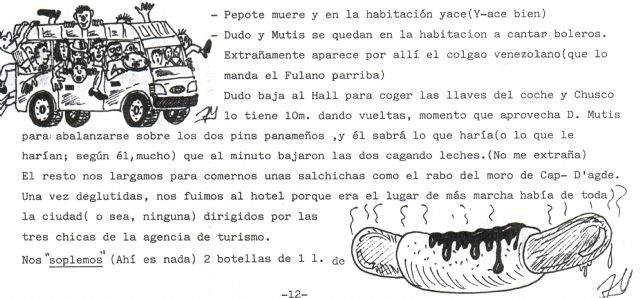 - Pepote muere y en la habitación yace(Y-ace bien)
- Dudo y Mutis se quedan en la habitacion a cantar boleros.
Extrañamente aparece por allí el colgao venezolano(que lo
manda el Fulano parriba)
Dudo baja al Hall para coger las llaves del coche y Chusco
lo tiene 10m. dando vueltas, momento que aprovecha D. Mutis
para abalanzarse sobre los dos pins panameños ,y él sabrá lo que haría(o lo que le
harían; según él,mucho) que al minuto bajaron las dos cagando leches.(No me extraña)
El resto nos largamos para comernos unas salchichas como el rabo del moro de Cap- D'agde.
Una vez deglutidas, nos fuimos al hotel porque era el lugar de más marcha había de toda)
la ciudad( o sea, ninguna) dirigidos por las
tres chicas de la agencia de turismo.
Nos "soplemos" (Ahí es nada) 2 botellas de 1 l. de
-12-